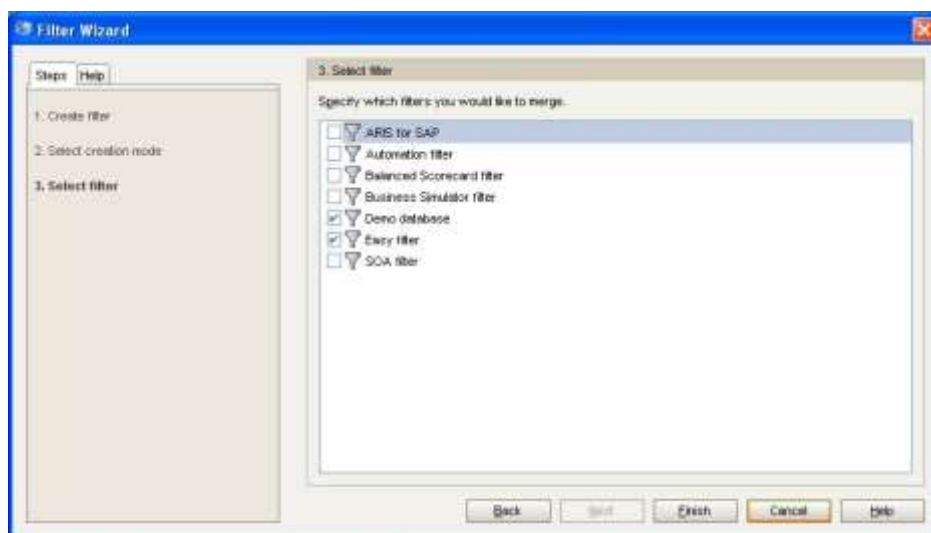 Filter Wizard
Steps Help
1. Create filter
2. Select creation mode
3. Select filter
3. Select filter
Specify which filters you would like to merge.
ARIS for SAP
Automation filter
Balanced Scorecard filter
Business Simulator filter
Demo database
Easy filter
SOA filter
Back Next Finish Cancel Help